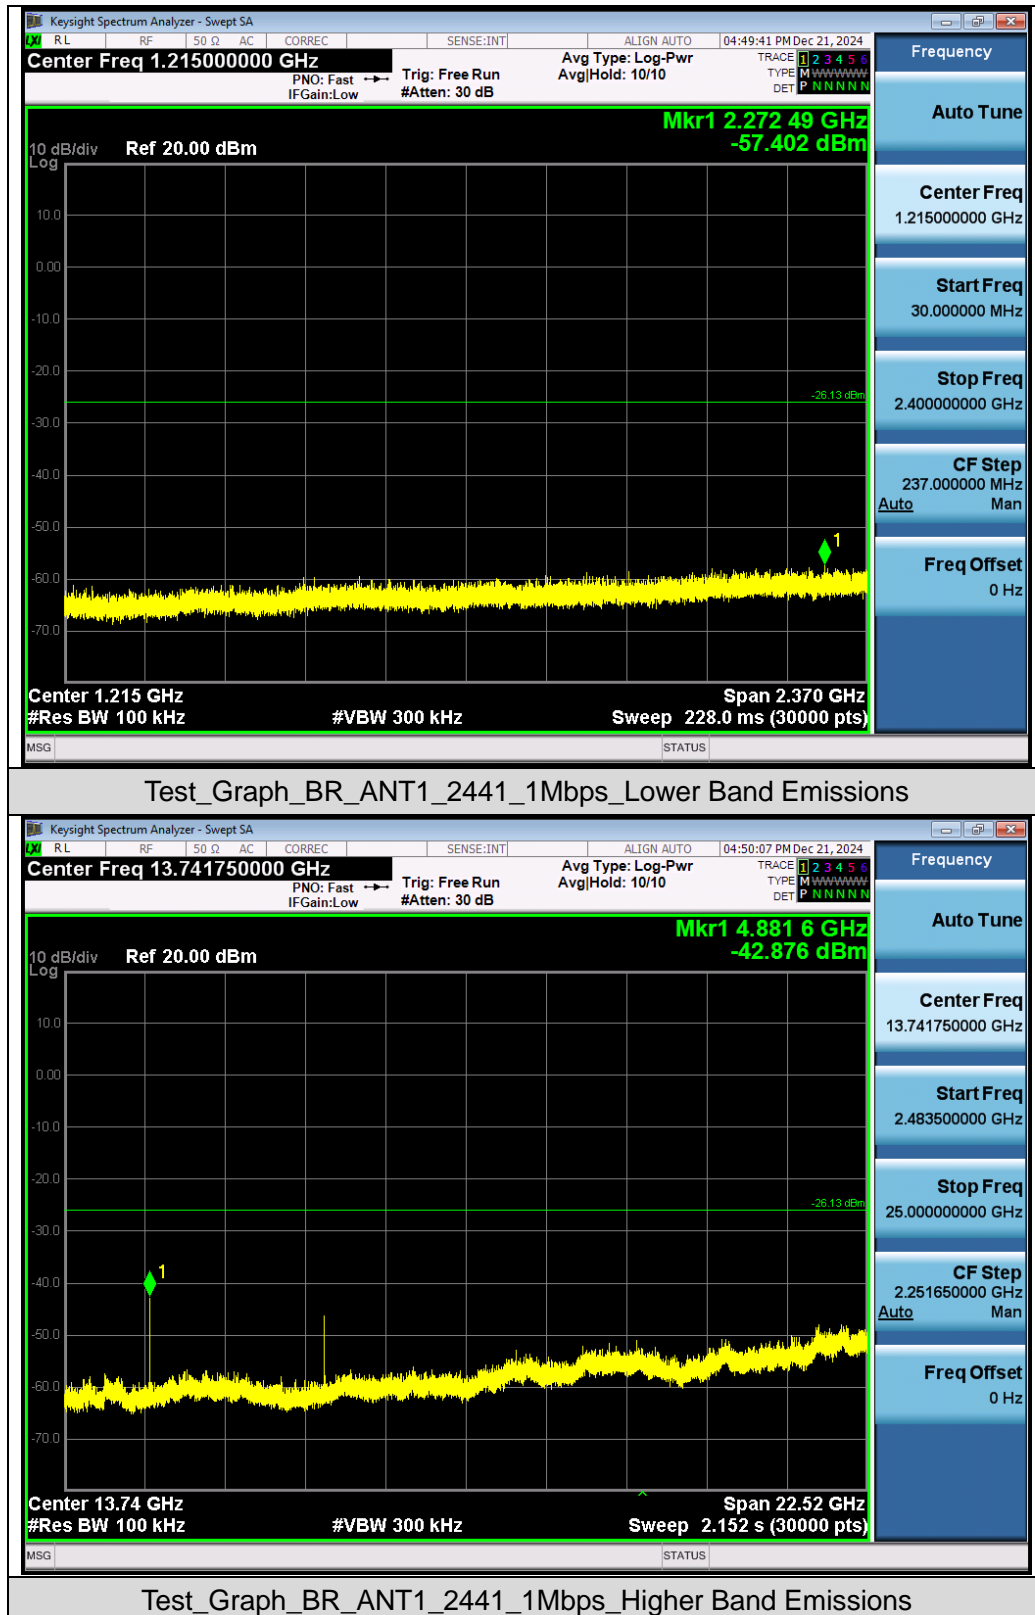 Keysight Spectrum Analyzer - Swept SA
LXI RL RF 50 Ω AC CORREC SENSE:INT ALIGN AUTO 04:49:41 PM Dec 21, 2024
Center Freq 1.215000000 GHz
PNO: Fast
IFGain:Low
Trig: Free Run
#Atten: 30 dB
Avg Type: Log-Pwr
Avg|Hold: 10/10
TRACE 1 2 3 4 5 6
TYPE M WWWWW
DET P N N N N N
Mkr1 2.272 49 GHz
-57.402 dBm
10 dB/div Ref 20.00 dBm
Log
10.0
0.00
-10.0
-20.0
-26.13 dBm
-30.0
-40.0
-50.0
1
-60.0
-70.0
Center 1.215 GHz Span 2.370 GHz
#Res BW 100 kHz #VBW 300 kHz Sweep 228.0 ms (30000 pts)
MSG STATUS
Frequency
Auto Tune
Center Freq
1.215000000 GHz
Start Freq
30.000000 MHz
Stop Freq
2.400000000 GHz
CF Step
237.000000 MHz
Auto Man
Freq Offset
0 Hz
Test_Graph_BR_ANT1_2441_1Mbps_Lower Band Emissions
Keysight Spectrum Analyzer - Swept SA
LXI RL RF 50 Ω AC CORREC SENSE:INT ALIGN AUTO 04:50:07 PM Dec 21, 2024
Center Freq 13.741750000 GHz
PNO: Fast
IFGain:Low
Trig: Free Run
#Atten: 30 dB
Avg Type: Log-Pwr
Avg|Hold: 10/10
TRACE 1 2 3 4 5 6
TYPE M WWWWW
DET P N N N N N
Mkr1 4.881 6 GHz
-42.876 dBm
10 dB/div Ref 20.00 dBm
Log
10.0
0.00
-10.0
-20.0
-26.13 dBm
-30.0
1
-40.0
-50.0
-60.0
-70.0
Center 13.74 GHz Span 22.52 GHz
#Res BW 100 kHz #VBW 300 kHz Sweep 2.152 s (30000 pts)
MSG STATUS
Frequency
Auto Tune
Center Freq
13.741750000 GHz
Start Freq
2.483500000 GHz
Stop Freq
25.000000000 GHz
CF Step
2.251650000 GHz
Auto Man
Freq Offset
0 Hz
Test_Graph_BR_ANT1_2441_1Mbps_Higher Band Emissions